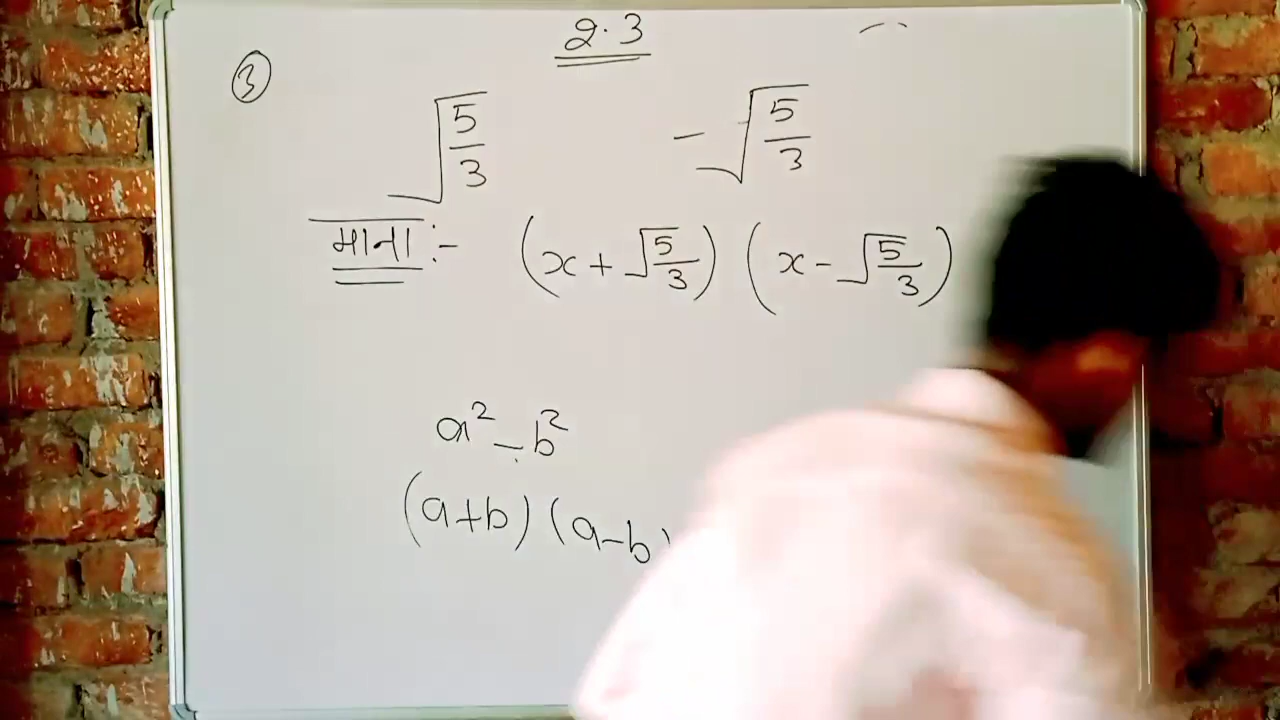 2.3
③
√5/3 -√5/3
माना :- (x + √5/3) (x - √5/3)
a² - b²
(a+b) (a-b)